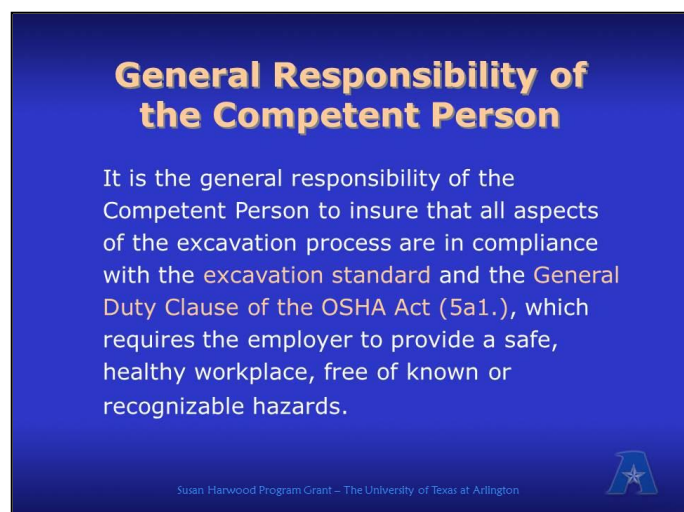 General Responsibility of
the Competent Person
It is the general responsibility of the
Competent Person to insure that all aspects
of the excavation process are in compliance
with the excavation standard and the General
Duty Clause of the OSHA Act (5a1.), which
requires the employer to provide a safe,
healthy workplace, free of known or
recognizable hazards.
Susan Harwood Program Grant – The University of Texas at Arlington